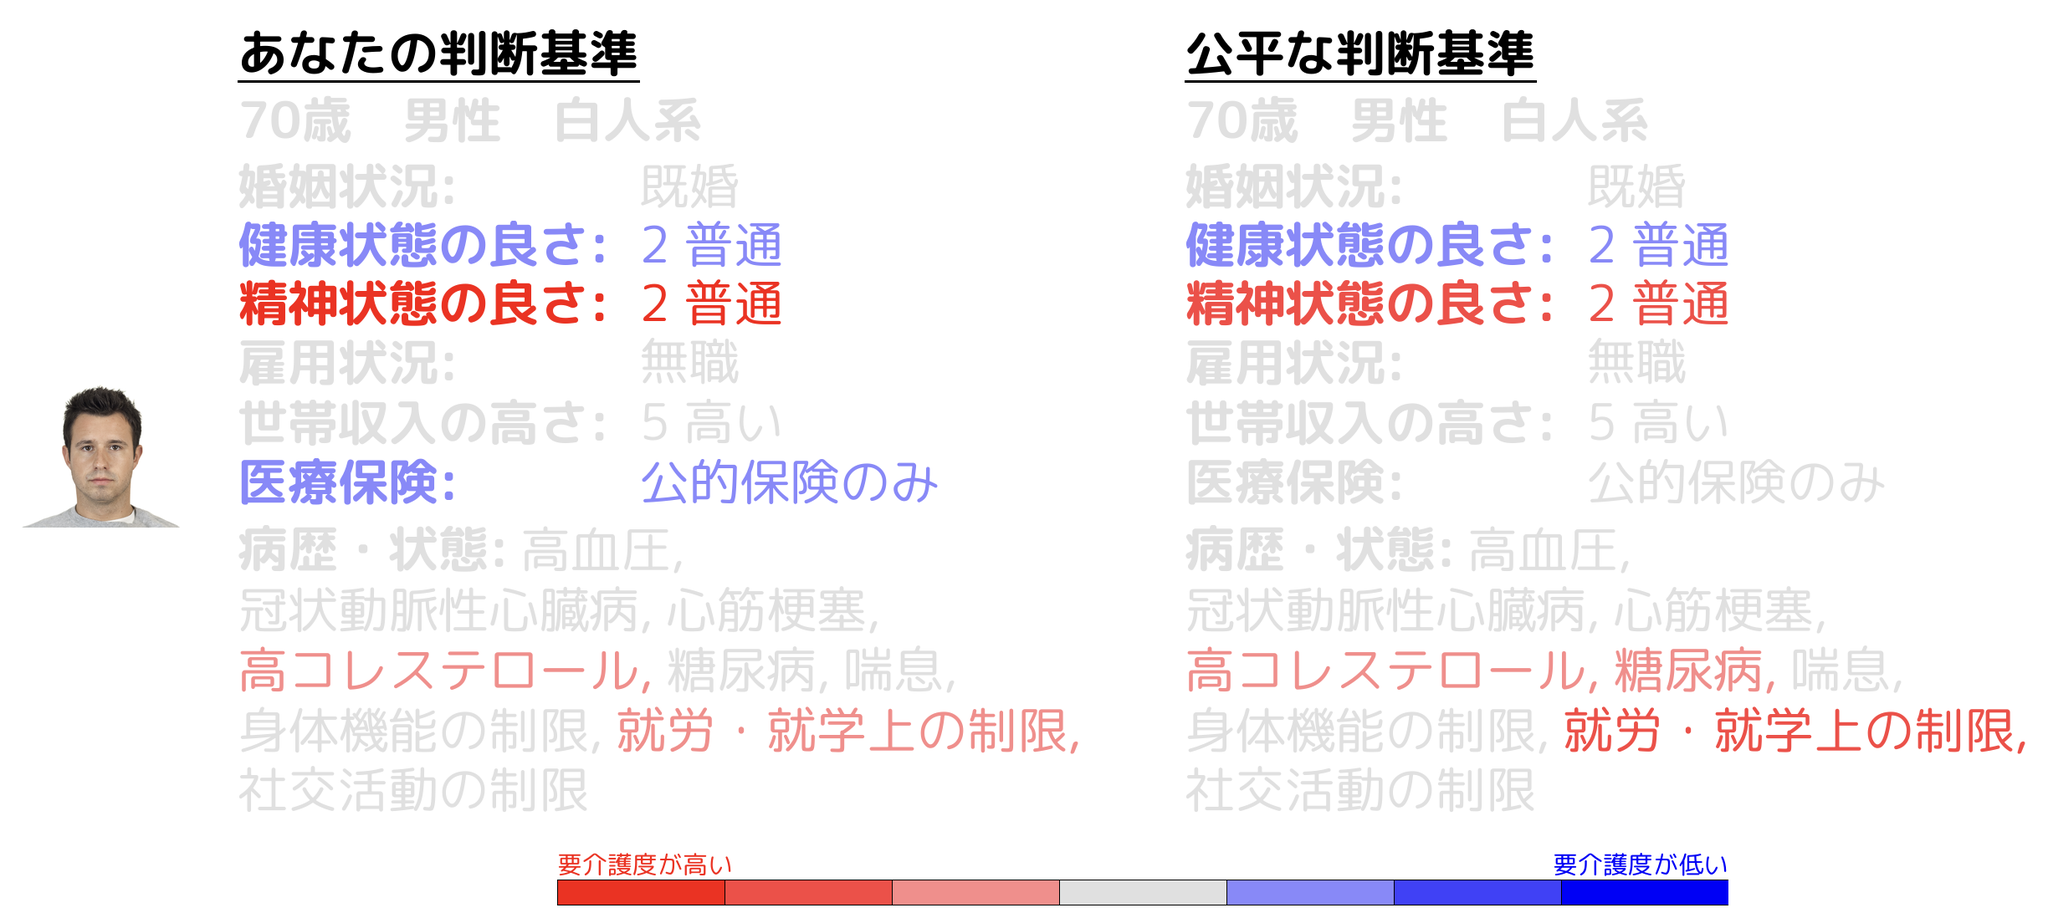 あなたの判断基準
70歳 男性 白人系
婚姻状況: 既婚
健康状態の良さ: 2 普通
精神状態の良さ: 2 普通
雇用状況: 無職
世帯収入の高さ: 5 高い
医療保険: 公的保険のみ
病歴・状態: 高血圧,
冠状動脈性心臓病, 心筋梗塞,
高コレステロール, 糖尿病, 喘息,
身体機能の制限, 就労・就学上の制限,
社交活動の制限
公平な判断基準
70歳 男性 白人系
婚姻状況: 既婚
健康状態の良さ: 2 普通
精神状態の良さ: 2 普通
雇用状況: 無職
世帯収入の高さ: 5 高い
医療保険: 公的保険のみ
病歴・状態: 高血圧,
冠状動脈性心臓病, 心筋梗塞,
高コレステロール, 糖尿病, 喘息,
身体機能の制限, 就労・就学上の制限,
社交活動の制限
要介護度が高い
要介護度が低い